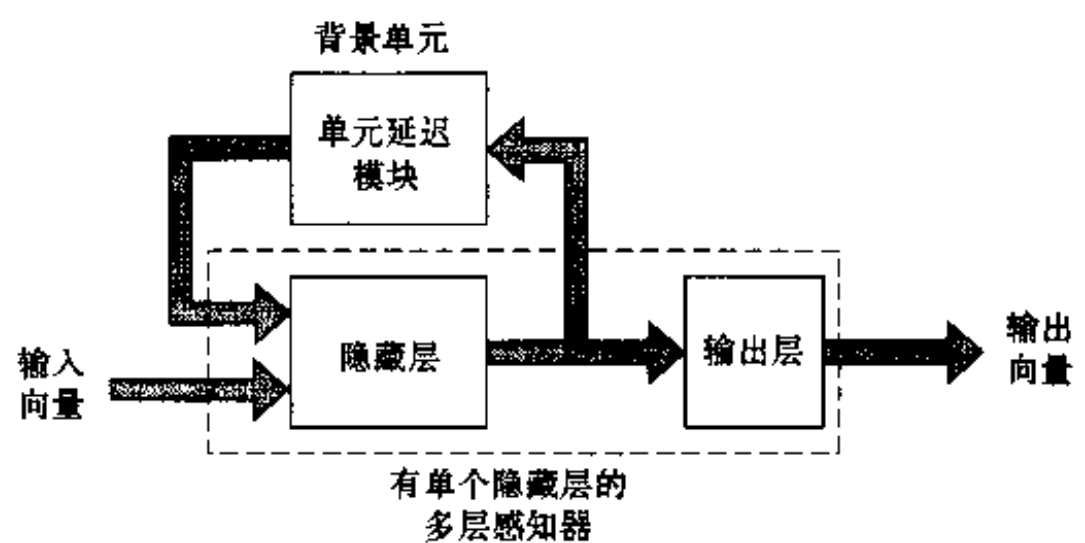 背景单元
单元延迟
模块
输入
向量
隐藏层
输出层
输出
向量
有单个隐藏层的
多层感知器